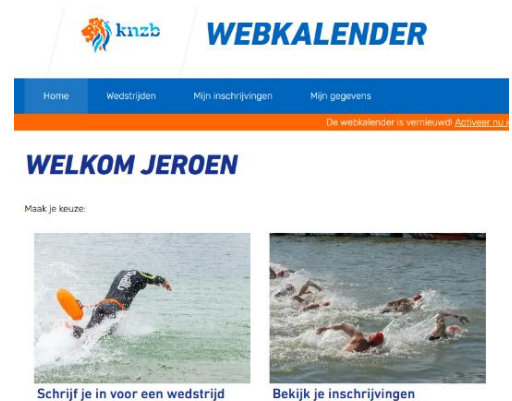 knzb
WEBKALENDER
Home Wedstrijden Mijn inschrijvingen Mijn gegevens
De webkalender is vernieuwd! Activeer nu
WELKOM JEROEN
Maak je keuze:
Schrijf je in voor een wedstrijd
Bekijk je inschrijvingen